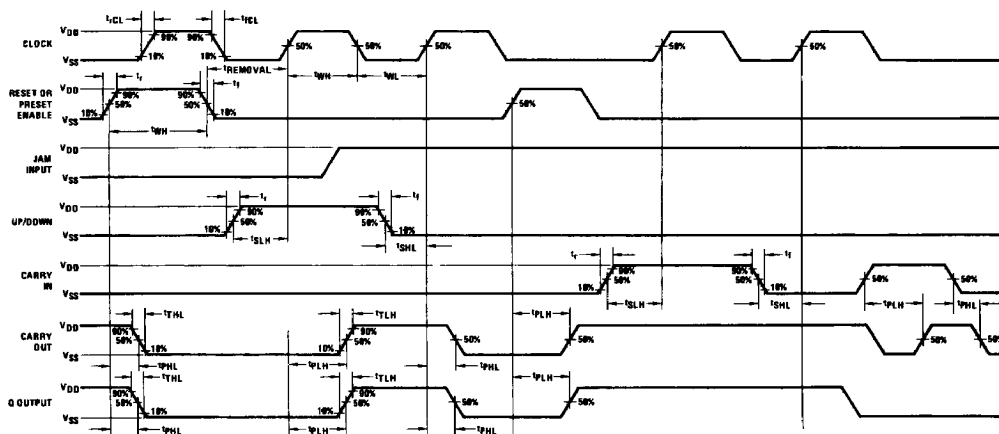 trCL tfCL
VDD 90% 90%
CLOCK 50% 50% 50% 50% 50%
VSS 10% 10%
tREMOVAL tWH tWL
tr tf
VDD 90% 90%
RESET OR
PRESET
ENABLE 50% 50% 50%
10% 10%
VSS
tWH
VDD
JAM
INPUT
VSS
tr tf
VDD 90% 90%
UP/DOWN 50% 50%
VSS 10% 10%
tSLH tSHL
tr tf
VDD 90% 90%
CARRY
IN 50% 50% 50% 50%
VSS 10% 10%
tSLH tSHL tPLH tPHL
tTHL tTLH tPLH
VDD 90% 90%
CARRY
OUT 50% 50% 50% 50% 50% 50%
VSS 10% 10%
tPHL tPLH tPHL
tTHL tTLH tPLH
VDD 90% 90%
Q OUTPUT 50% 50% 50% 50%
VSS 10% 10%
tPHL tPLH tPHL